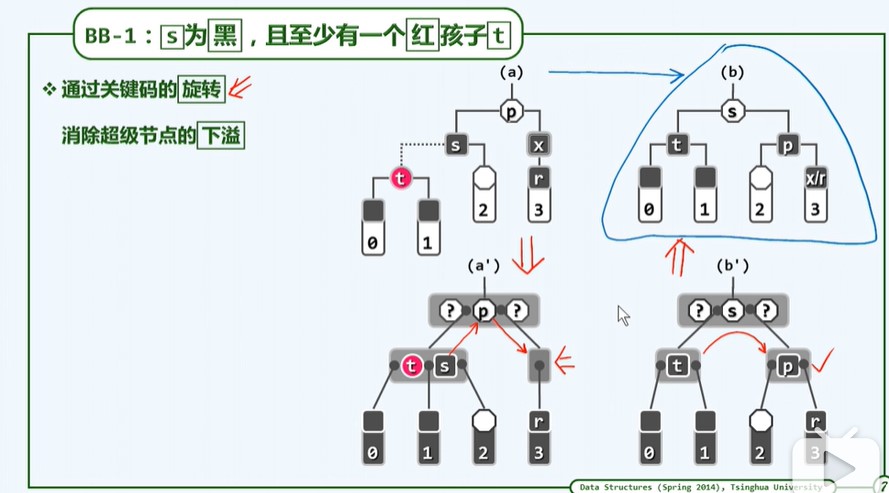 BB-1：s为黑，且至少有一个红孩子t
❖ 通过关键码的旋转
消除超级节点的下溢
(a)
p
s
x
t
r
0
1
2
3
(b)
s
t
p
x/r
0
1
2
3
(a')
? p ?
t s
r
0
1
2
3
(b')
? s ?
t
p
r
0
1
2
3
Data Structures (Spring 2014), Tsinghua University